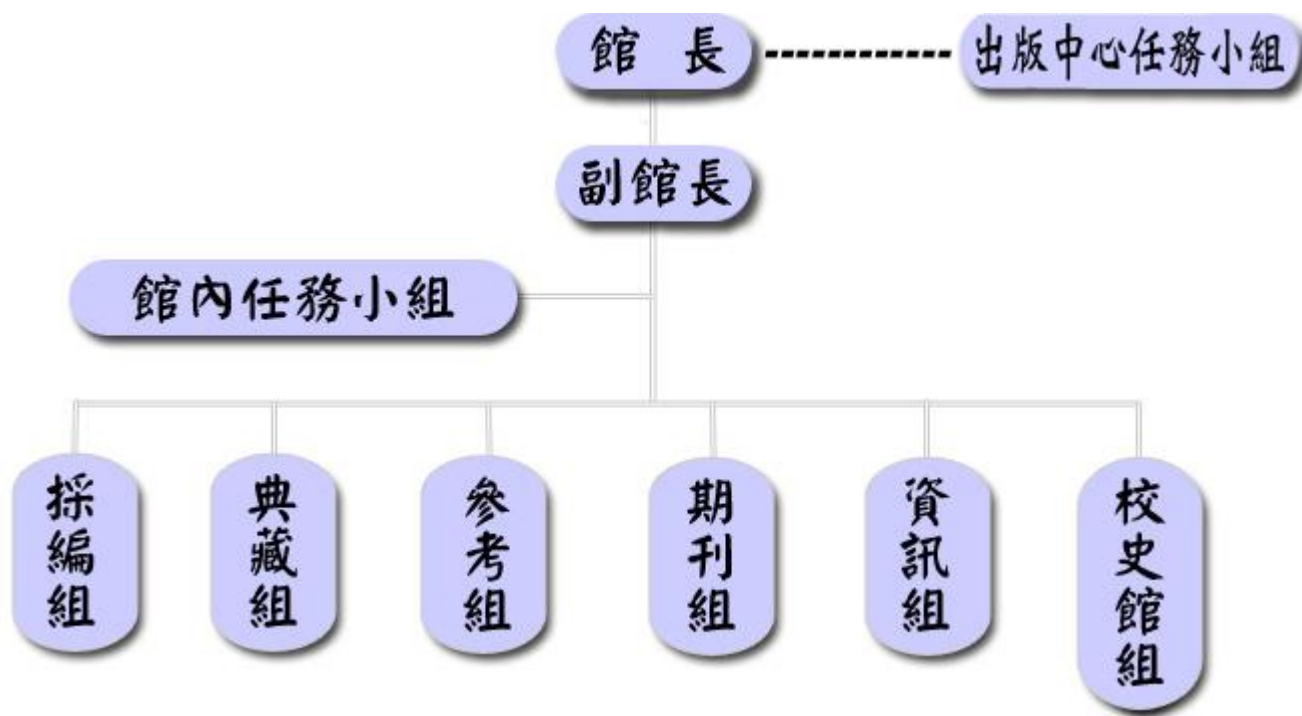 館 長
出版中心任務小組
副館長
館內任務小組
採編組
典藏組
參考組
期刊組
資訊組
校史館組